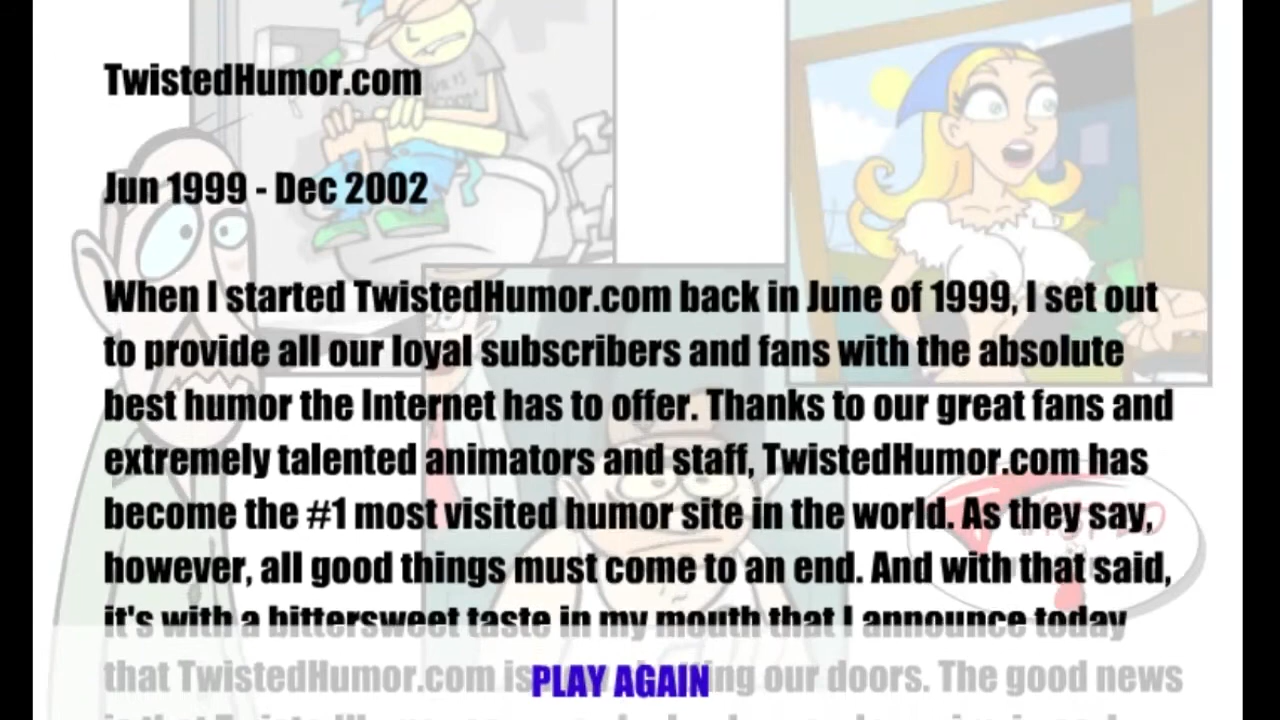 TwistedHumor.com
Jun 1999 - Dec 2002
When I started TwistedHumor.com back in June of 1999, I set out
to provide all our loyal subscribers and fans with the absolute
best humor the Internet has to offer. Thanks to our great fans and
extremely talented animators and staff, TwistedHumor.com has
become the #1 most visited humor site in the world. As they say,
however, all good things must come to an end. And with that said,
it's with a bittersweet taste in my mouth that I announce today
that TwistedHumor.com is our doors. The good news
PLAY AGAIN